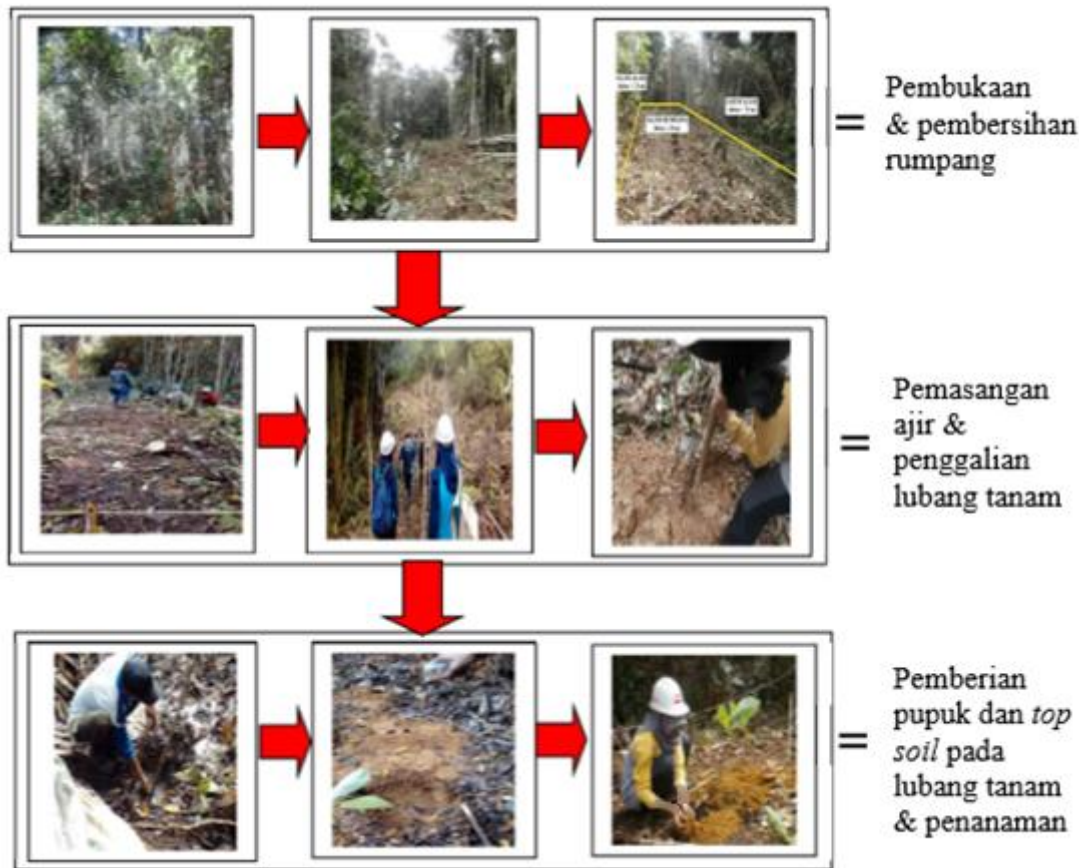 =
Pembukaan
& pembersihan
rumpang
=
Pemasangan
ajir &
penggalian
lubang tanam
=
Pemberian
pupuk dan top
soil pada
lubang tanam
& penanaman